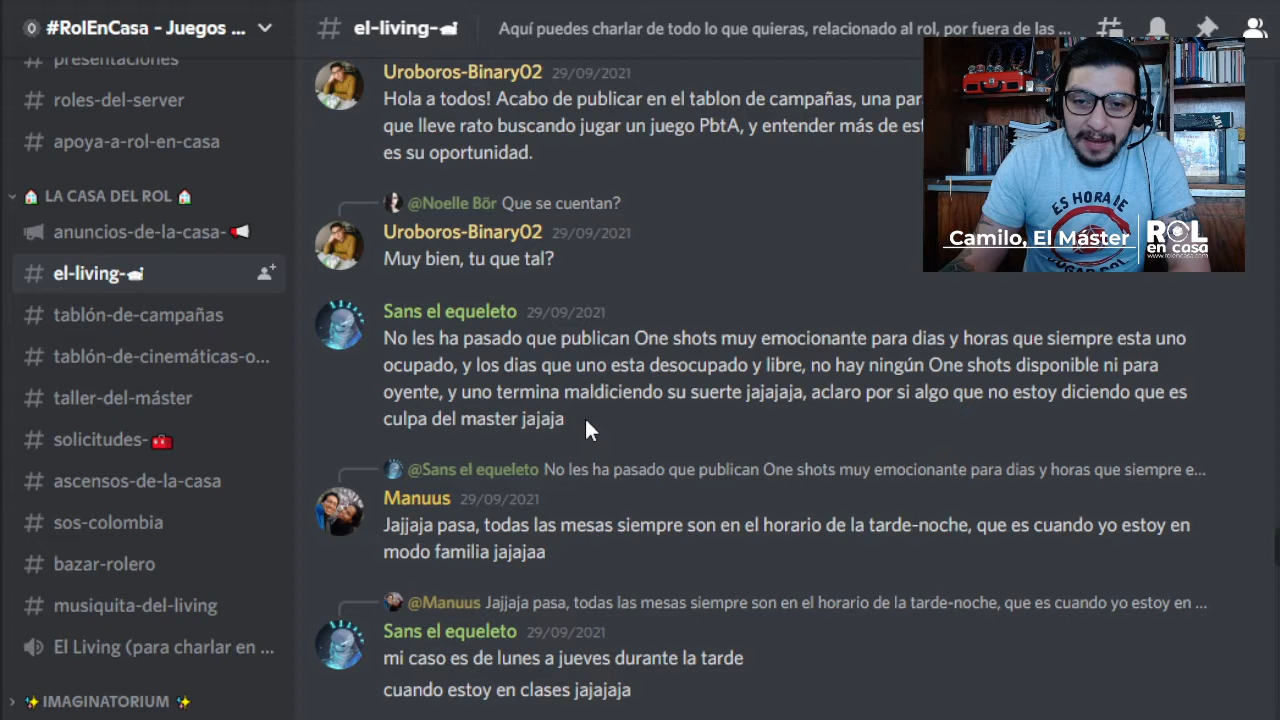 #RolEnCasa - Juegos ...
el-living-
Aquí puedes charlar de todo lo que quieras, relacionado al rol, por fuera de las ...
presentaciones
roles-del-server
apoya-a-rol-en-casa
LA CASA DEL ROL
anuncios-de-la-casa-
el-living-
tablón-de-campañas
tablón-de-cinemáticas-o...
taller-del-máster
solicitudes-
ascensos-de-la-casa
sos-colombia
bazar-rolero
musiquita-del-living
El Living (para charlar en ...
IMAGINATORIUM
Uroboros-Binary02 29/09/2021
Hola a todos! Acabo de publicar en el tablon de campañas, una
que lleve rato buscando jugar un juego PbtA, y entender más de
es su oportunidad.
@Noelle Bör Que se cuentan?
Uroboros-Binary02 29/09/2021
Muy bien, tu que tal?
Sans el equeleto 29/09/2021
No les ha pasado que publican One shots muy emocionante para dias y horas que siempre esta uno
ocupado, y los dias que uno esta desocupado y libre, no hay ningún One shots disponible ni para
oyente, y uno termina maldiciendo su suerte jajajaja, aclaro por si algo que no estoy diciendo que es
culpa del master jajaja
@Sans el equeleto No les ha pasado que publican One shots muy emocionante para dias y horas que siempre e...
Manuus 29/09/2021
Jajjaja pasa, todas las mesas siempre son en el horario de la tarde-noche, que es cuando yo estoy en
modo familia jajajaa
@Manuus Jajjaja pasa, todas las mesas siempre son en el horario de la tarde-noche, que es cuando yo estoy en ...
Sans el equeleto 29/09/2021
mi caso es de lunes a jueves durante la tarde
cuando estoy en clases jajajaja
ES HORA DE
JUGAR ROL
Camilo, El Máster
ROL
en casa
www.rolencasa.com